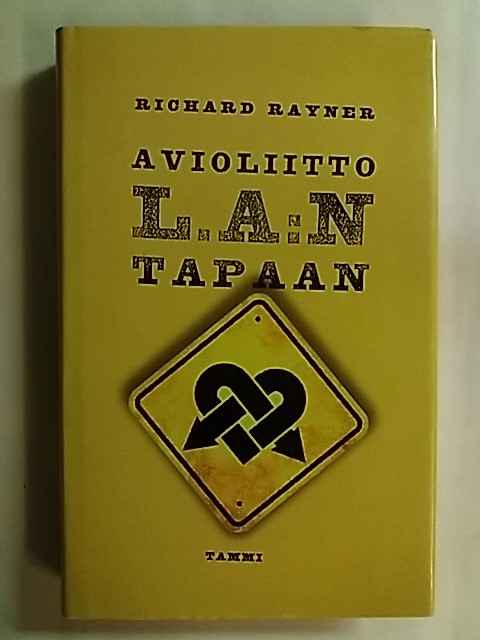 RICHARD RAYNER
AVIOLIITTO
L.A:N
TAPAAN
TAMMI